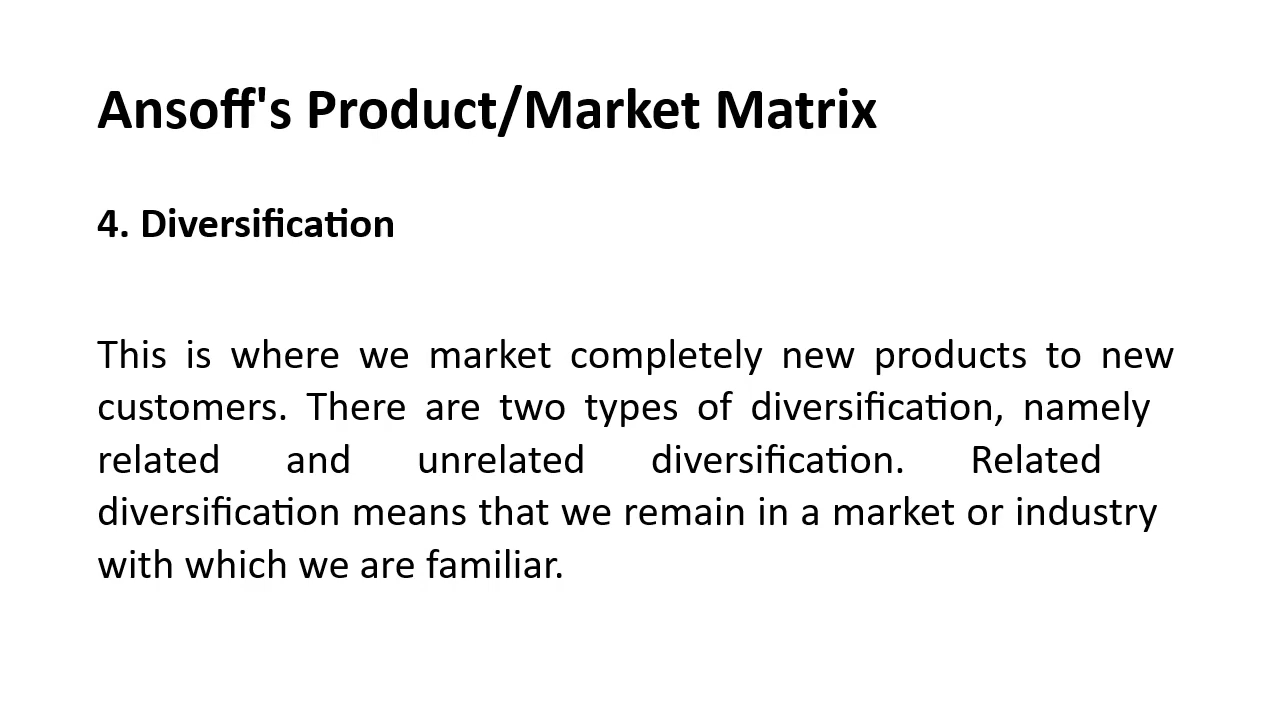 Ansoff's Product/Market Matrix
4. Diversification
This is where we market completely new products to new
customers. There are two types of diversification, namely
related and unrelated diversification. Related
diversification means that we remain in a market or industry
with which we are familiar.